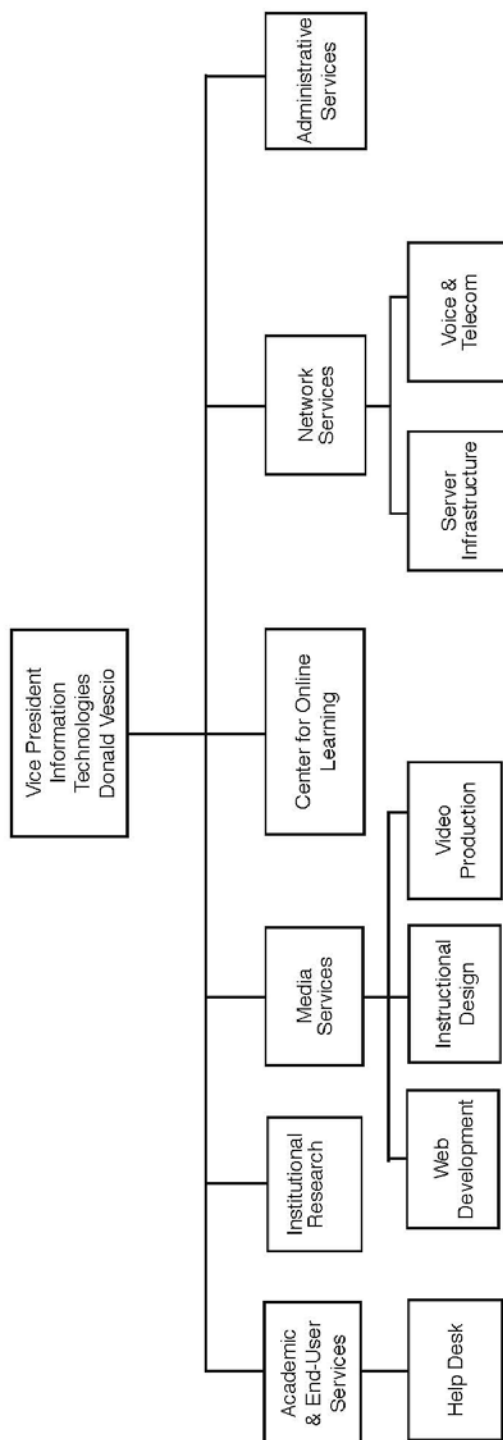 Vice President
Information
Technologies
Donald Vescio
Academic
& End-User
Services
Institutional
Research
Media
Services
Center for Online
Learning
Network
Services
Administrative
Services
Help Desk
Web
Development
Instructional
Design
Video
Production
Server
Infrastructure
Voice &
Telecom